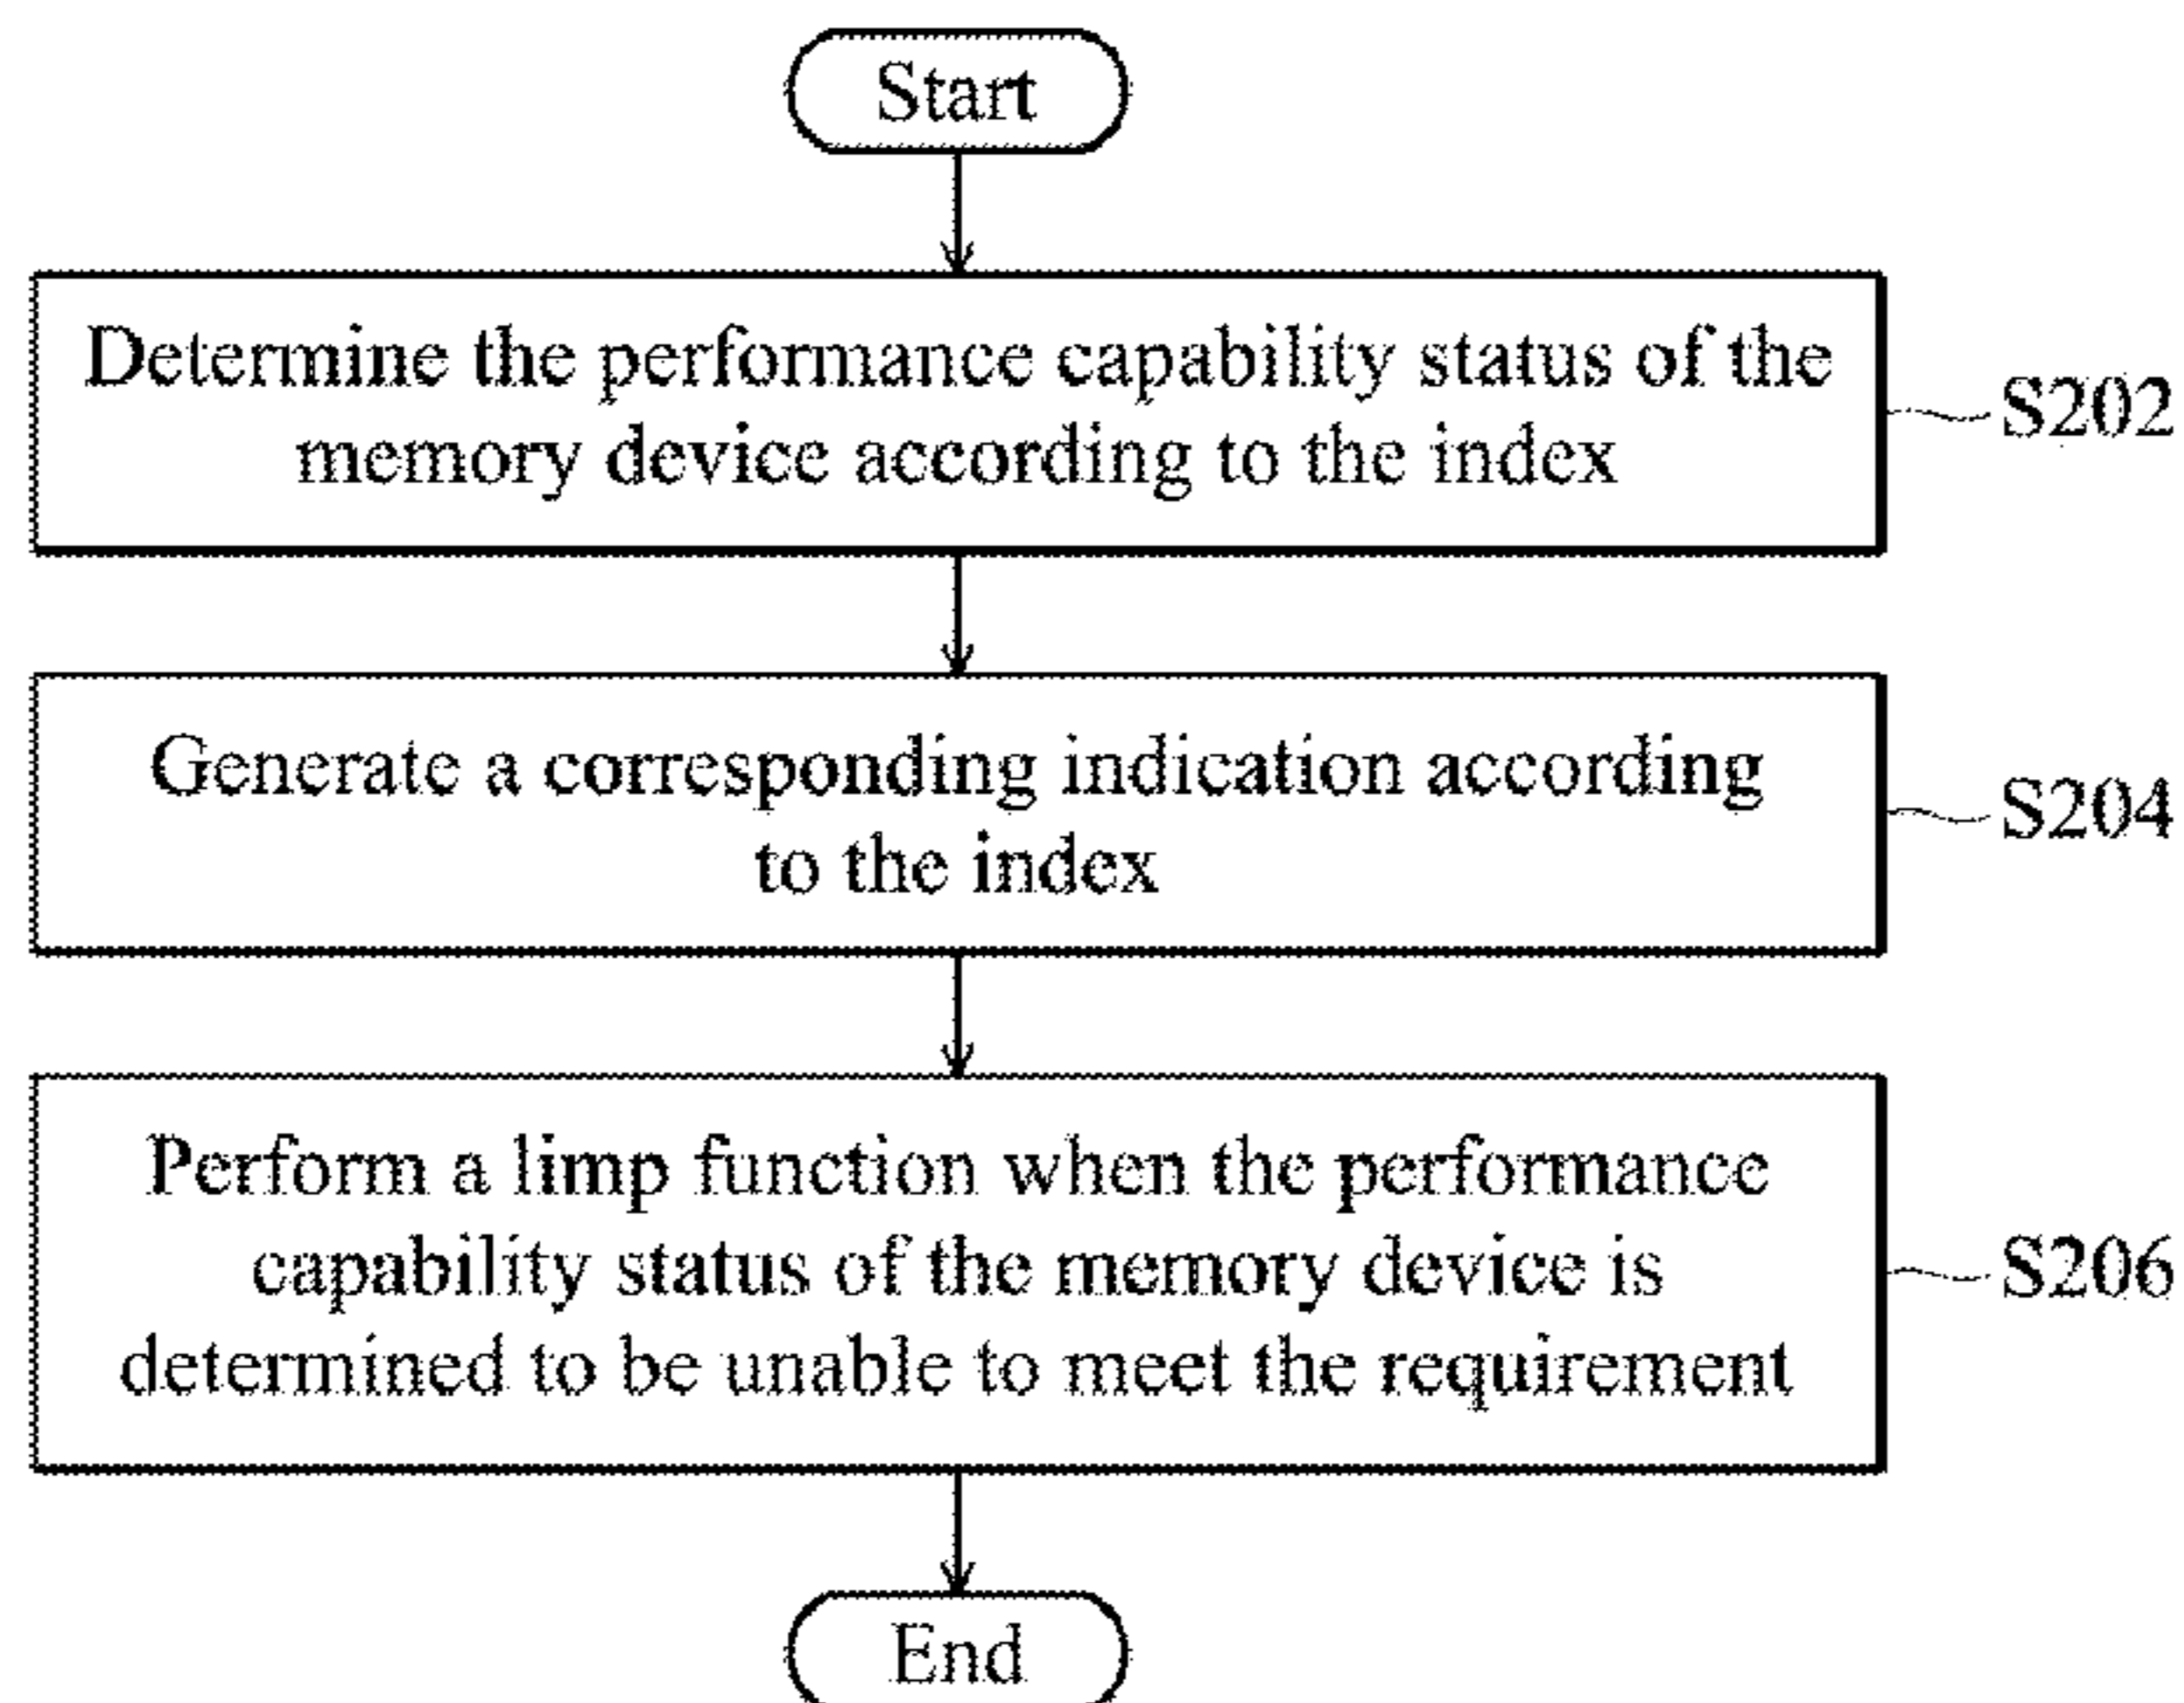 Start
Determine the performance capability status of the
memory device according to the index
S202
Generate a corresponding indication according
to the index
S204
Perform a limp function when the performance
capability status of the memory device is
determined to be unable to meet the requirement
S206
End